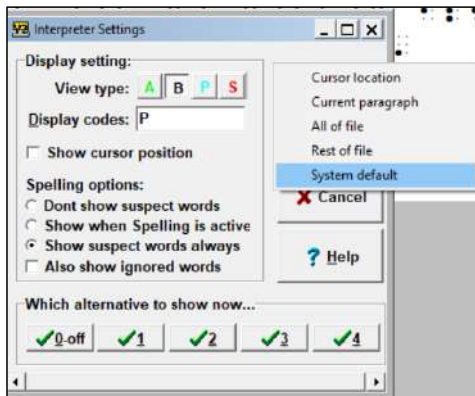 Interpreter Settings
Display setting:
View type: A B P S
Display codes: P
Show cursor position
Spelling options:
Dont show suspect words
Show when Spelling is active
Show suspect words always
Also show ignored words
Cursor location
Current paragraph
All of file
Rest of file
System default
Cancel
? Help
Which alternative to show now...
0-off 1 2 3 4